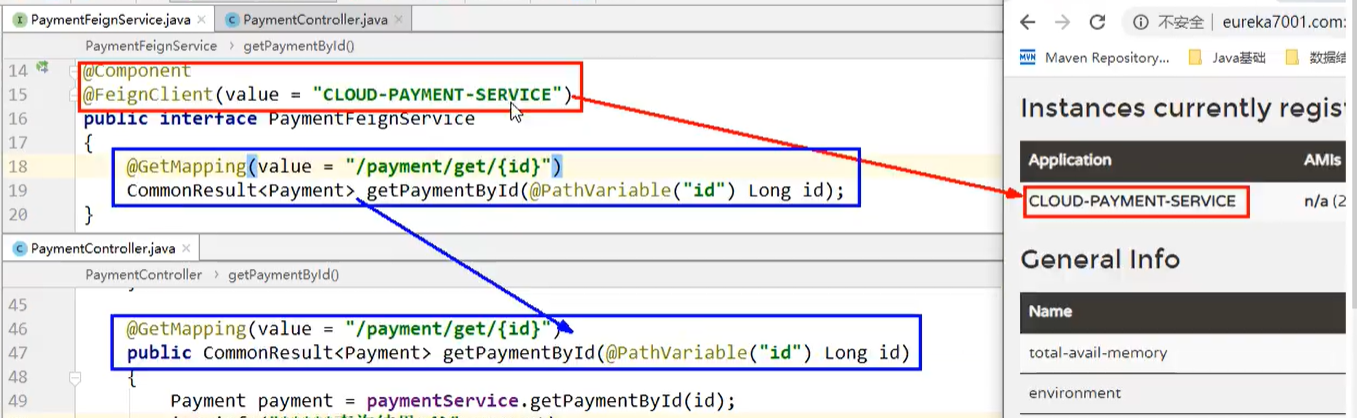 PaymentFeignService.java × PaymentController.java ×
PaymentFeignService › getPaymentById()
14 @Component
15 @FeignClient(value = "CLOUD-PAYMENT-SERVICE")
16 public interface PaymentFeignService
17 {
18 @GetMapping(value = "/payment/get/{id}")
19 CommonResult<Payment> getPaymentById(@PathVariable("id") Long id);
20 }
PaymentController.java ×
PaymentController › getPaymentById()
45
46 @GetMapping(value = "/payment/get/{id}")
47 public CommonResult<Payment> getPaymentById(@PathVariable("id") Long id)
48 {
49 Payment payment = paymentService.getPaymentById(id);
不安全 | eureka7001.com:
MVN Maven Repository... Java基础 数据结
Instances currently regist
Application AMIs
CLOUD-PAYMENT-SERVICE n/a (2
General Info
Name
total-avail-memory
environment